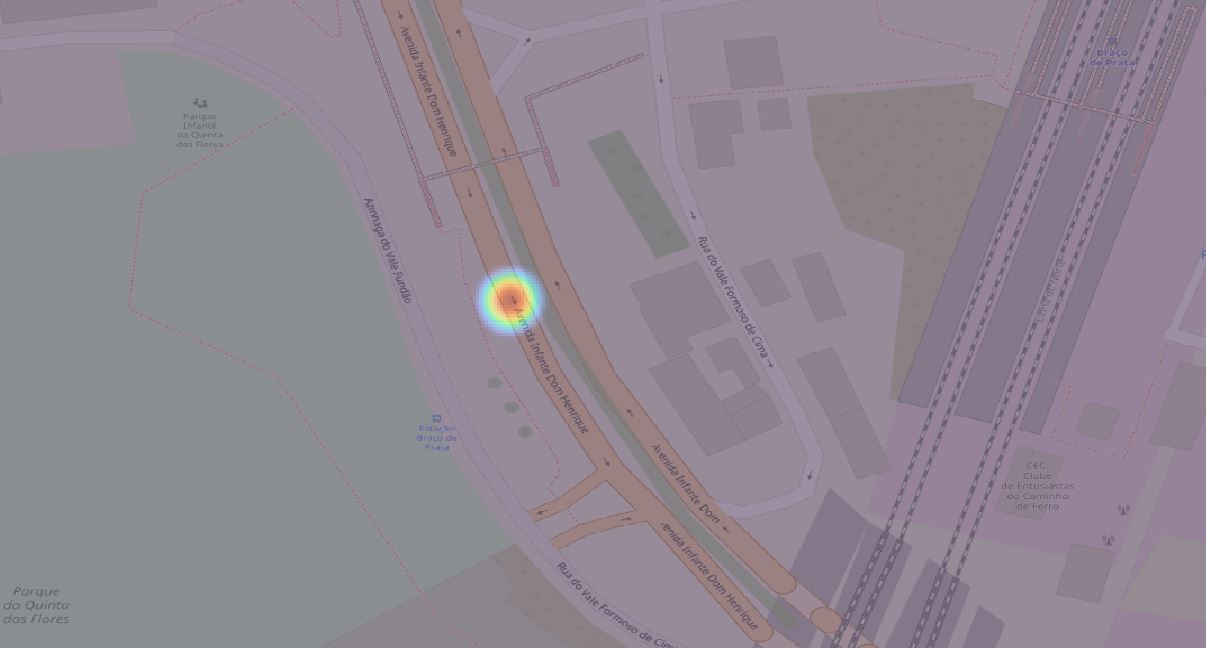 Avenida Infante Dom Henrique
Braço
de Prata
Parque
Infantil
da Quinta
das Flores
Azinhaga do Vale Fundão
Rua do Vale Formoso de Cima
Linha do Norte
Avenida Infante Dom Henrique
Estação
Braço de
Prata
Avenida Infante Dom
CEC-
Clube
de Entusiastas
do Caminho
de Ferro
Avenida Infante Dom Henrique
Parque
da Quinta
das Flores
Rua do Vale Formoso de Cima